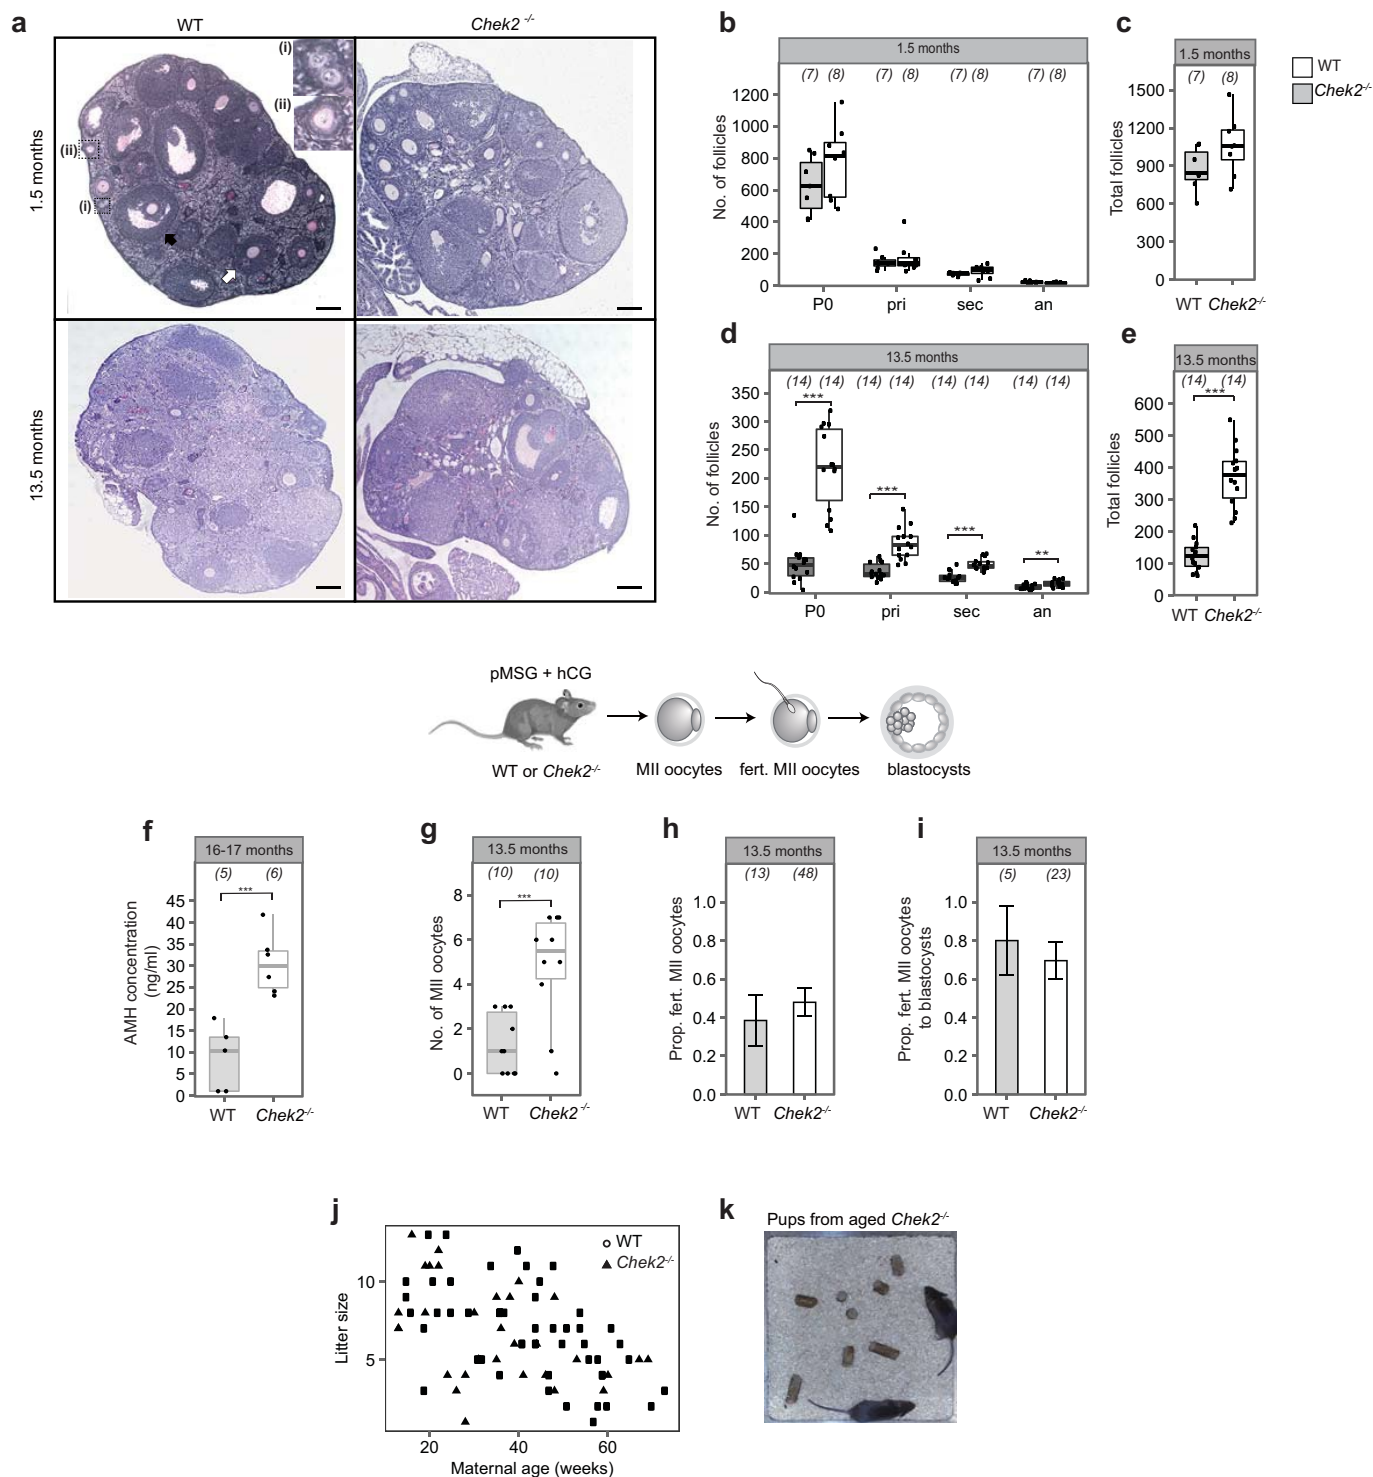 a
WT
Chek2 -/-
1.5 months
13.5 months
(i)
(ii)
(ii)
(i)
b
1.5 months
(7) (8) (7) (8) (7) (8) (7) (8)
No. of follicles
1200
1000
800
600
400
200
0
P0 pri sec an
c
1.5 months
(7) (8)
Total follicles
1500
1200
900
600
300
0
WT Chek2-/-
WT
Chek2-/-
d
13.5 months
(14) (14) (14) (14) (14) (14) (14) (14)
*** *** *** **
No. of follicles
350
300
250
200
150
100
50
0
P0 pri sec an
e
13.5 months
(14) (14)
***
Total follicles
600
500
400
300
200
100
0
WT Chek2-/-
pMSG + hCG
WT or Chek2-/-
MII oocytes
fert. MII oocytes
blastocysts
f
16-17 months
(5) (6)
***
AMH concentration
(ng/ml)
45
40
35
30
25
20
15
10
5
0
WT Chek2-/-
g
13.5 months
(10) (10)
***
No. of MII oocytes
8
6
4
2
0
WT Chek2 -/-
h
13.5 months
(13) (48)
Prop. fert. MII oocytes
1.0
0.8
0.6
0.4
0.2
0.0
WT Chek2-/-
i
13.5 months
(5) (23)
Prop. fert. MII oocytes
to blastocysts
1.0
0.8
0.6
0.4
0.2
0.0
WT Chek2-/-
j
WT
Chek2-/-
Litter size
10
5
20 40 60
Maternal age (weeks)
k
Pups from aged Chek2-/-